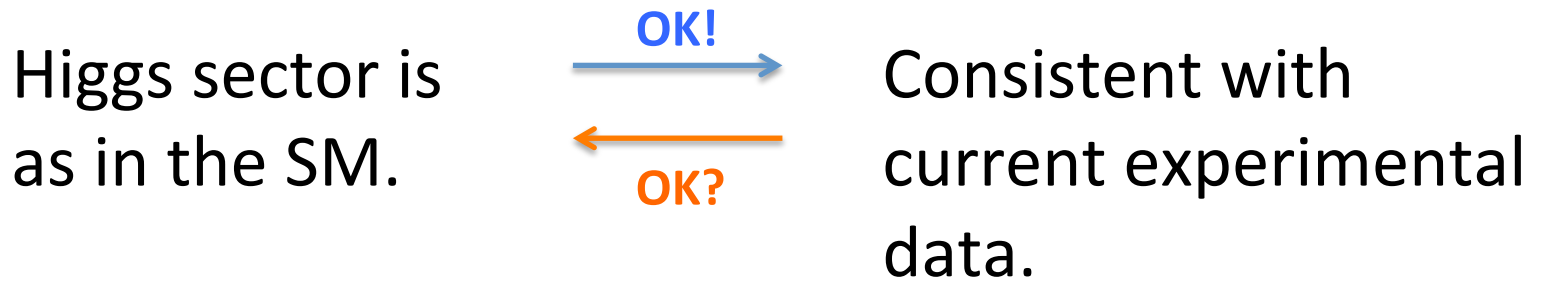 Higgs sector is
as in the SM.
OK!
OK?
Consistent with
current experimental
data.